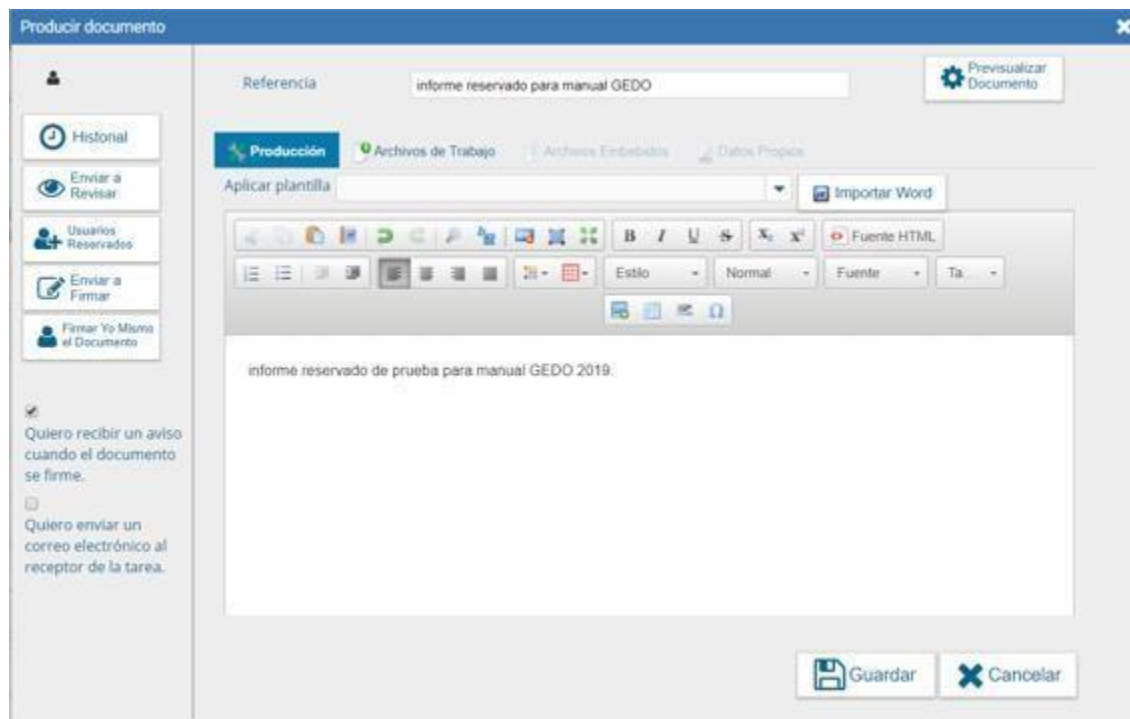 Producir documento
Referencia
informe reservado para manual GEDO
Previsualizar
Documento
Historial
Enviar a
Revisar
Usuarios
Reservados
Enviar a
Firmar
Firmar Yo Mismo
el Documento
Quiero recibir un aviso
cuando el documento
se firme.
Quiero enviar un
correo electrónico al
receptor de la tarea.
Producción
Archivos de Trabajo
Archivos Embebidos
Datos Propios
Aplicar plantilla
Importar Word
B I U S X₂ X² Fuente HTML
Estilo Normal Fuente Ta...
Ω
informe reservado de prueba para manual GEDO 2019.
Guardar
Cancelar